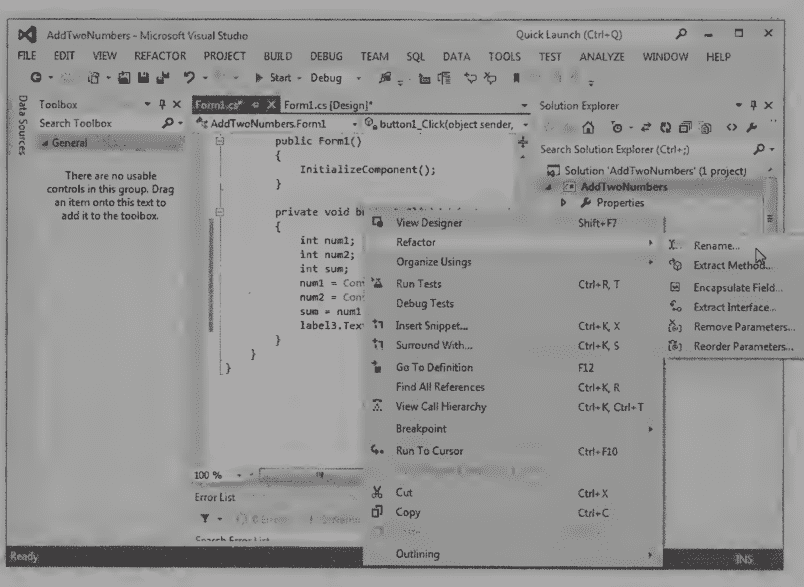 AddTwoNumbers - Microsoft Visual Studio
Quick Launch (Ctrl+Q)
FILE EDIT VIEW REFACTOR PROJECT BUILD DEBUG TEAM SQL DATA TOOLS TEST ANALYZE WINDOW HELP
Start Debug
Data Sources
Toolbox
Search Toolbox
General
There are no usable
controls in this group. Drag
an item onto this text to
add it to the toolbox.
Form1.cs* Form1.cs [Design]*
AddTwoNumbers.Form1 button1_Click(object sender,
public Form1()
{
InitializeComponent();
}
private void
{
int num1;
int num2;
int sum;
num1 =
num2 =
sum = num1
label3.
}
}
}
100 %
Error List
Search Error List
Solution Explorer
Search Solution Explorer (Ctrl+;)
Solution 'AddTwoNumbers' (1 project)
AddTwoNumbers
Properties
View Designer Shift+F7
Refactor
Organize Usings
Run Tests Ctrl+R, T
Debug Tests
Insert Snippet... Ctrl+K, X
Surround With... Ctrl+K, S
Go To Definition F12
Find All References Ctrl+K, R
View Call Hierarchy Ctrl+K, Ctrl+T
Breakpoint
Run To Cursor Ctrl+F10
Cut Ctrl+X
Copy Ctrl+C
Outlining
Rename...
Extract Method...
Encapsulate Field...
Extract Interface...
Remove Parameters...
Reorder Parameters...
Ready
INS